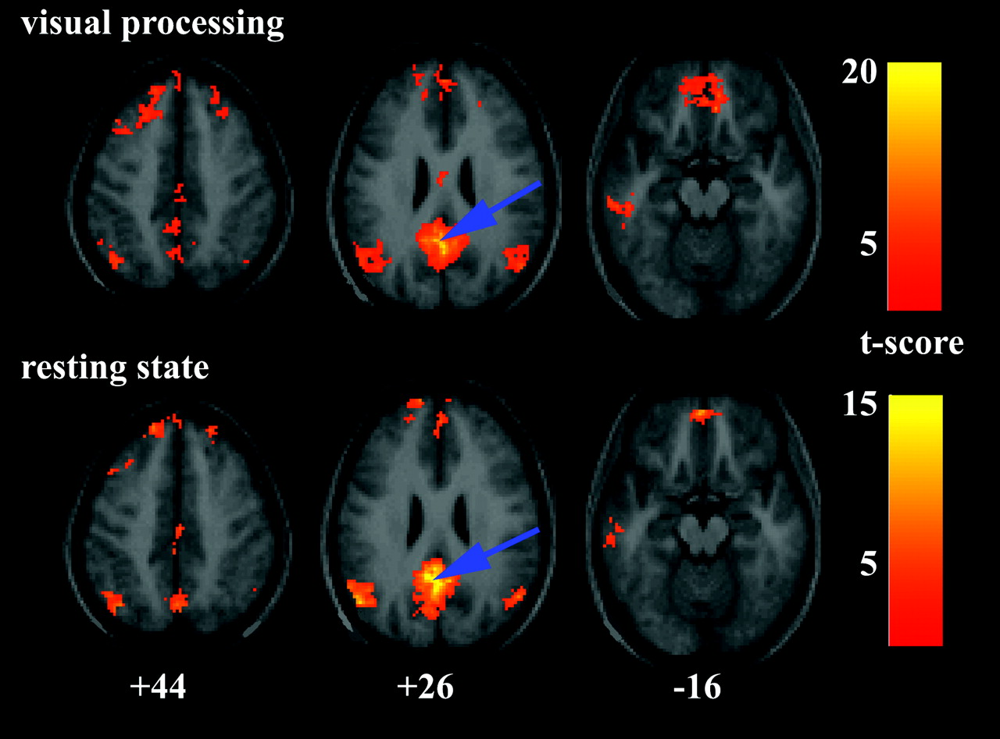 visual processing
20
5
t-score
resting state
15
5
+44
+26
-16